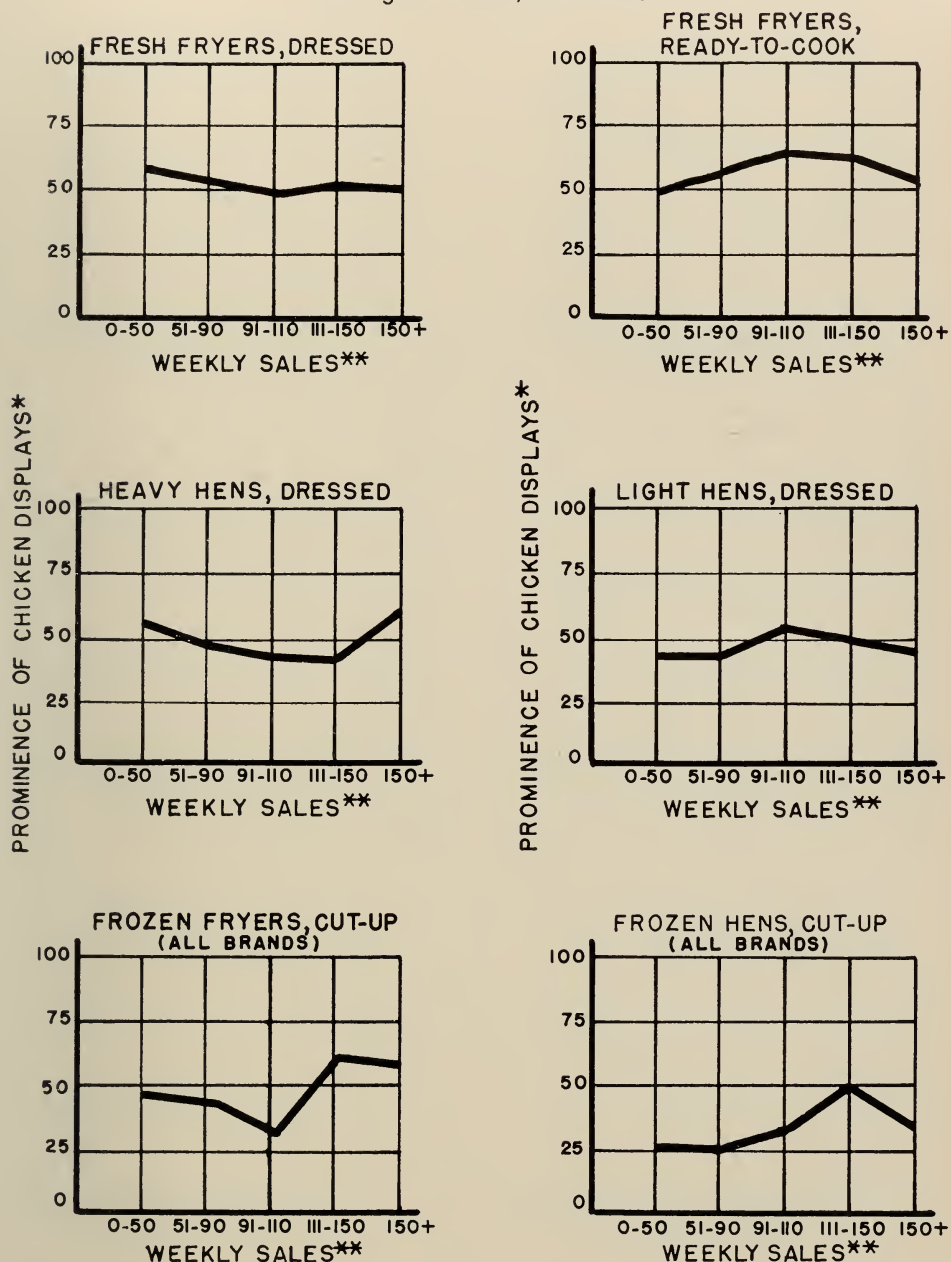 FRESH FRYERS, DRESSED
100
75
50
25
0
0-50 51-90 91-110 111-150 150+
WEEKLY SALES**
FRESH FRYERS,
READY-TO-COOK
100
75
50
25
0
0-50 51-90 91-110 111-150 150+
WEEKLY SALES**
PROMINENCE OF CHICKEN DISPLAYS*
HEAVY HENS, DRESSED
100
75
50
25
0
0-50 51-90 91-110 111-150 150+
WEEKLY SALES**
PROMINENCE OF CHICKEN DISPLAYS*
LIGHT HENS, DRESSED
100
75
50
25
0
0-50 51-90 91-110 111-150 150+
WEEKLY SALES**
FROZEN FRYERS, CUT-UP
(ALL BRANDS)
100
75
50
25
0
0-50 51-90 91-110 111-150 150+
WEEKLY SALES**
FROZEN HENS, CUT-UP
(ALL BRANDS)
100
75
50
25
0
0-50 51-90 91-110 111-150 150+
WEEKLY SALES**